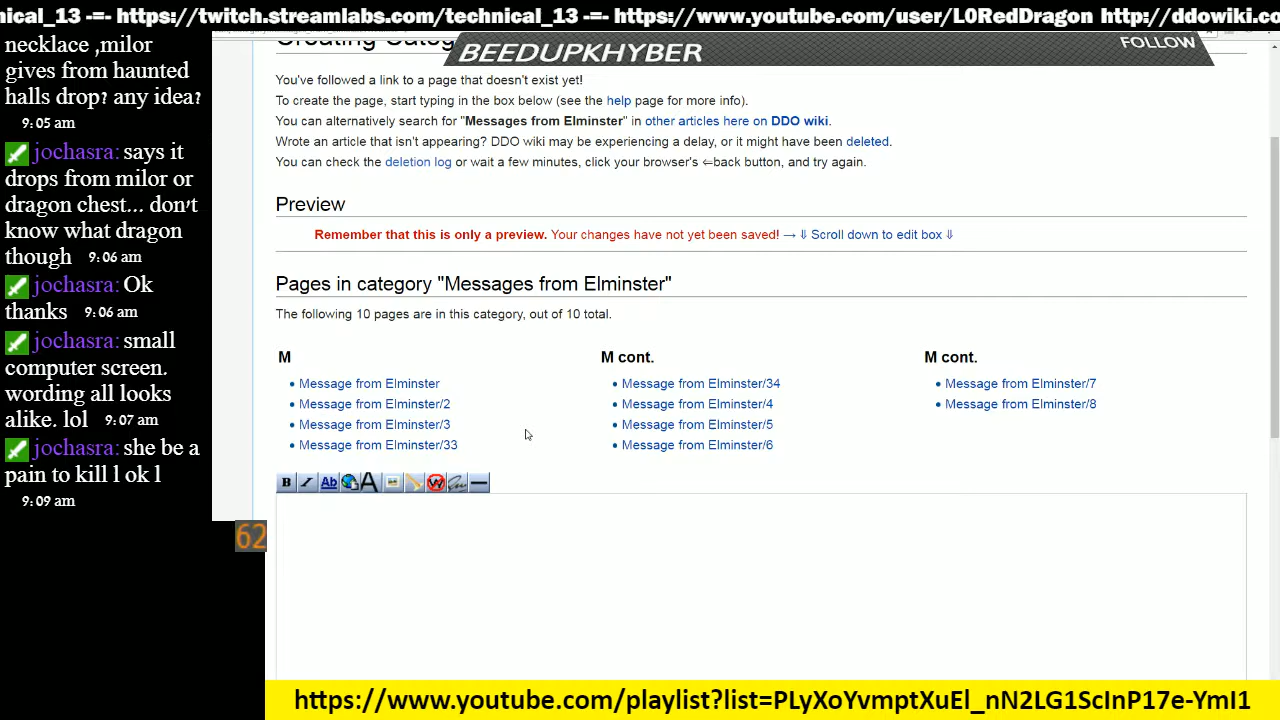 nical_13 -=- https://twitch.streamlabs.com/technical_13 -=- https://www.youtube.com/user/L0RedDragon http://ddowiki.co
necklace ,milor
gives from haunted
halls drop? any idea?
9:05 am
jochasra: says it
drops from milor or
dragon chest... don't
know what dragon
though 9:06 am
jochasra: Ok
thanks 9:06 am
jochasra: small
computer screen.
wording all looks
alike. lol 9:07 am
jochasra: she be a
pain to kill l ok l
9:09 am
62
Creating Categ
BEEDUPKHYBER
FOLLOW
You've followed a link to a page that doesn't exist yet!
To create the page, start typing in the box below (see the help page for more info).
You can alternatively search for "Messages from Elminster" in other articles here on DDO wiki.
Wrote an article that isn't appearing? DDO wiki may be experiencing a delay, or it might have been deleted.
You can check the deletion log or wait a few minutes, click your browser's ⇐back button, and try again.
Preview
Remember that this is only a preview. Your changes have not yet been saved! → ⇓ Scroll down to edit box ⇓
Pages in category "Messages from Elminster"
The following 10 pages are in this category, out of 10 total.
M
• Message from Elminster
• Message from Elminster/2
• Message from Elminster/3
• Message from Elminster/33
M cont.
• Message from Elminster/34
• Message from Elminster/4
• Message from Elminster/5
• Message from Elminster/6
M cont.
• Message from Elminster/7
• Message from Elminster/8
B I Ab A W
https://www.youtube.com/playlist?list=PLyXoYvmptXuEl_nN2LG1ScInP17e-YmI1